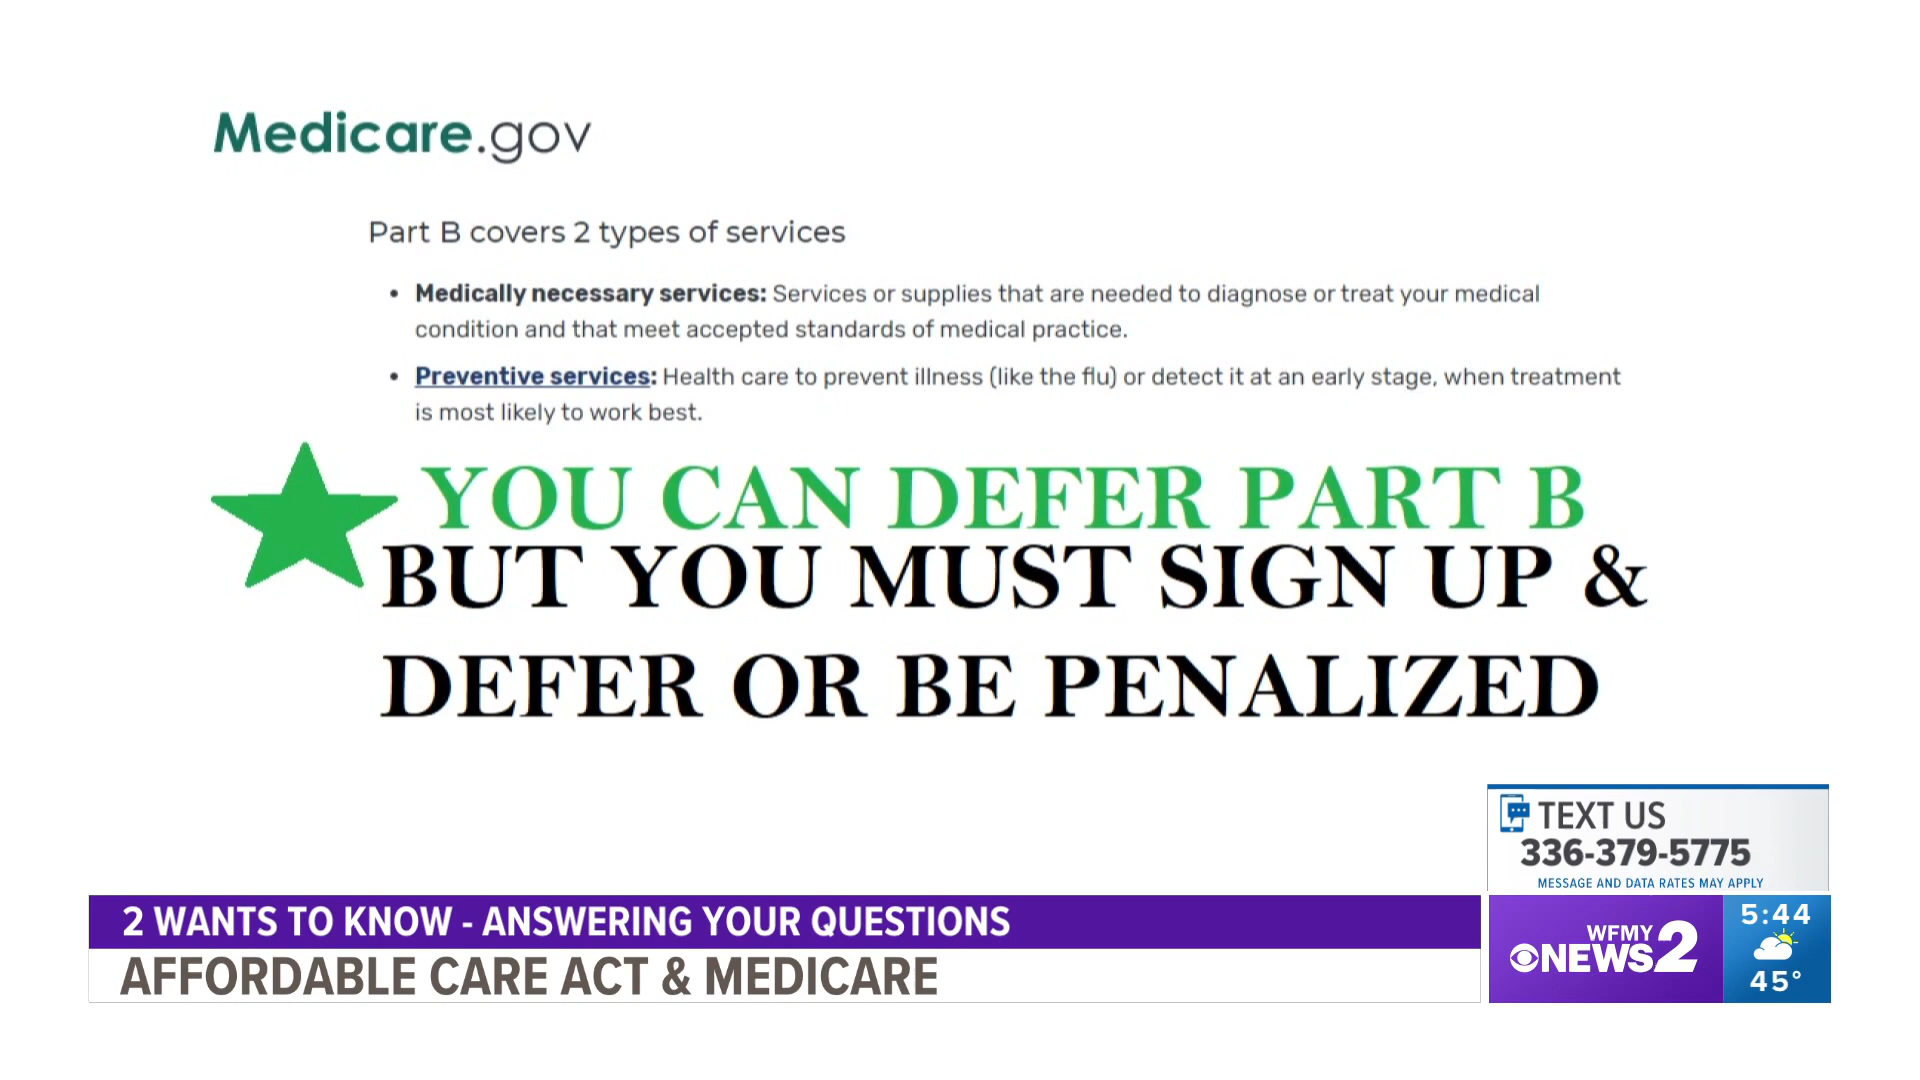 Medicare.gov
Part B covers 2 types of services
• Medically necessary services: Services or supplies that are needed to diagnose or treat your medical
condition and that meet accepted standards of medical practice.
• Preventive services: Health care to prevent illness (like the flu) or detect it at an early stage, when treatment
is most likely to work best.
YOU CAN DEFER PART B
BUT YOU MUST SIGN UP &
DEFER OR BE PENALIZED
TEXT US
336-379-5775
MESSAGE AND DATA RATES MAY APPLY
2 WANTS TO KNOW - ANSWERING YOUR QUESTIONS
AFFORDABLE CARE ACT & MEDICARE
WFMY
NEWS 2
5:44
45°